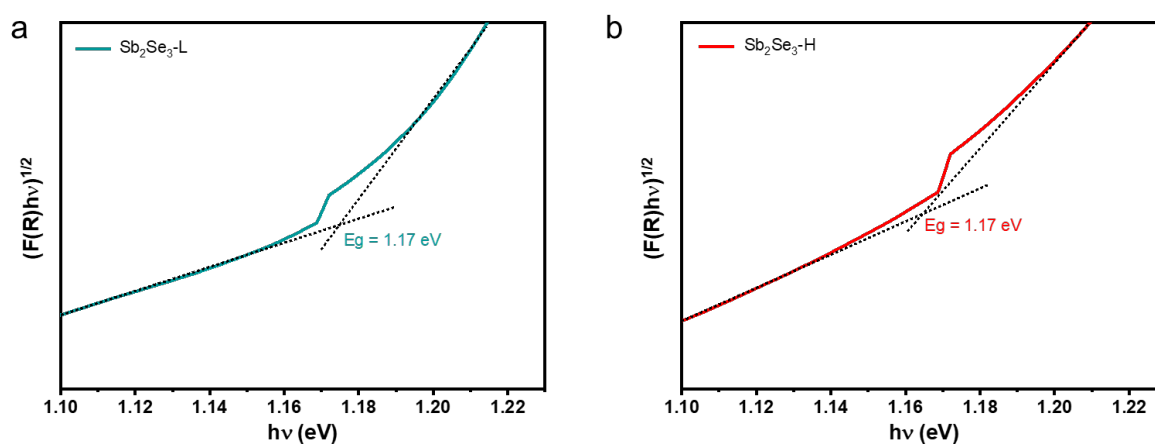 a
Sb₂Se₃-L
(F(R)hν)¹/²
Eg = 1.17 eV
1.10 1.12 1.14 1.16 1.18 1.20 1.22
hν (eV)
b
Sb₂Se₃-H
(F(R)hν)¹/²
Eg = 1.17 eV
1.10 1.12 1.14 1.16 1.18 1.20 1.22
hν (eV)